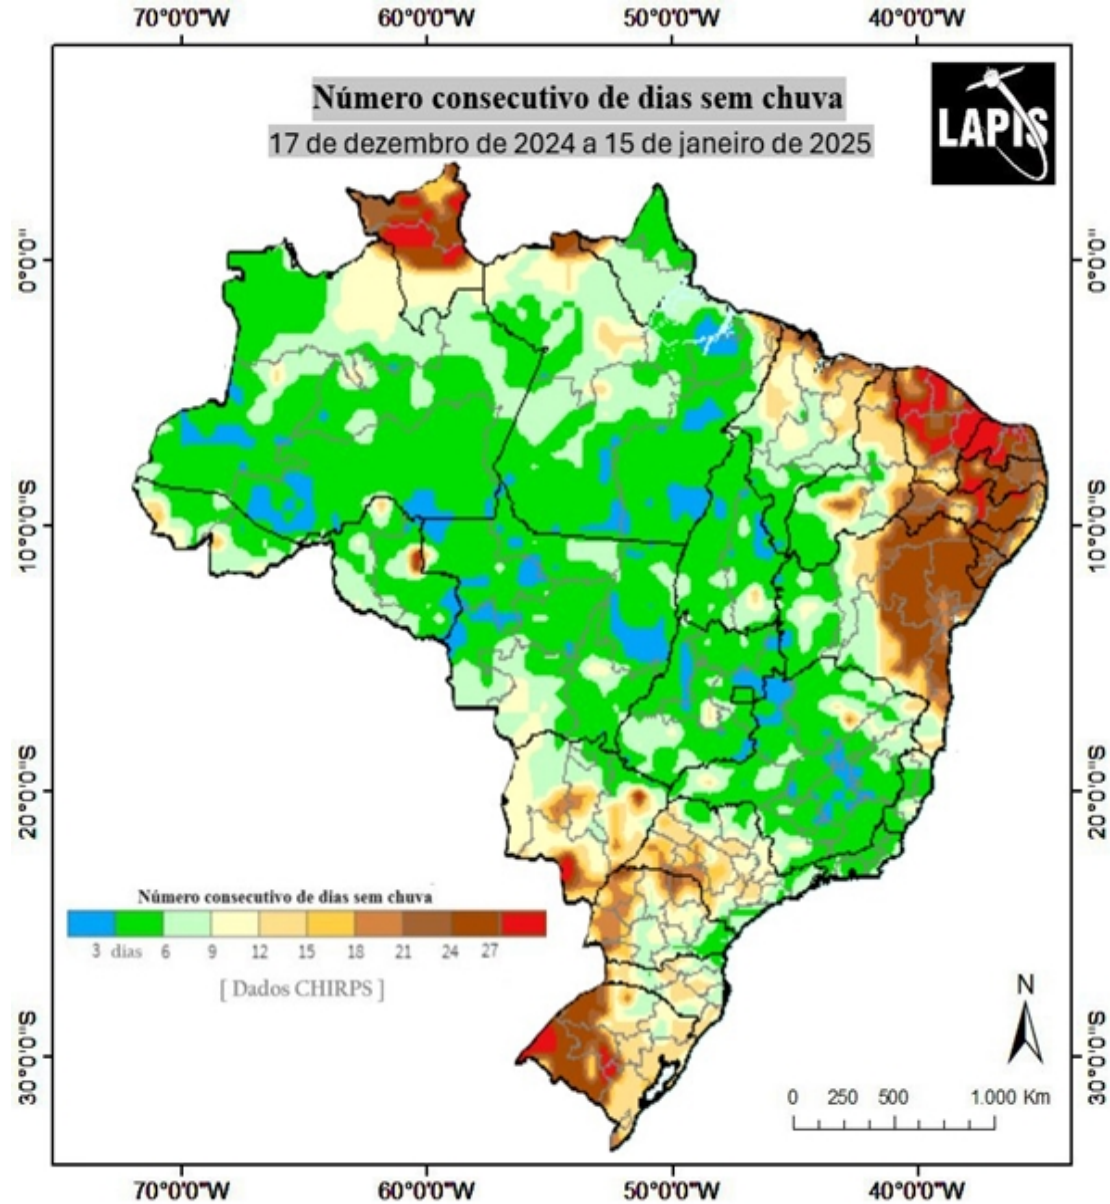 70°0'0"W 60°0'0"W 50°0'0"W 40°0'0"W
Número consecutivo de dias sem chuva
17 de dezembro de 2024 a 15 de janeiro de 2025
LAPIS
0°0'0" 0°0'0"
10°0'0"S 10°0'0"S
20°0'0"S 20°0'0"S
Número consecutivo de dias sem chuva
3 dias 6 9 12 15 18 21 24 27
[ Dados CHIRPS ]
N
30°0'0"S 30°0'0"S
0 250 500 1.000 Km
70°0'0"W 60°0'0"W 50°0'0"W 40°0'0"W